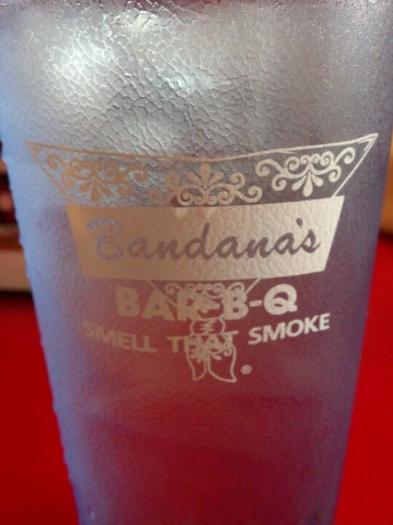 Bandana's
BAR-B-Q
SMELL THAT SMOKE
®